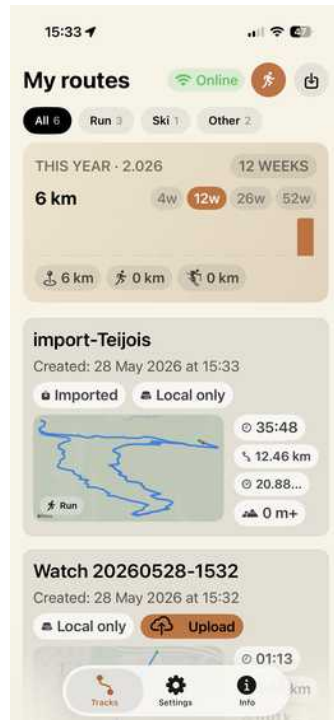 15:33
47
My routes
Online
All 6
Run 3
Ski 1
Other 2
THIS YEAR · 2.026
12 WEEKS
6 km
4w
12w
26w
52w
6 km
0 km
0 km
import-Teijois
Created: 28 May 2026 at 15:33
Imported
Local only
35:48
12.46 km
20.88...
0 m+
Run
Watch 20260528-1532
Created: 28 May 2026 at 15:32
Local only
Upload
01:13
km
Tracks
Settings
Info